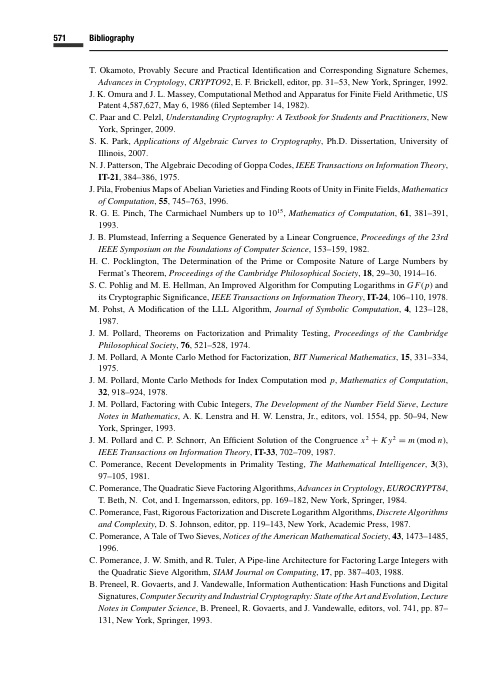 571 Bibliography
T. Okamoto, Provably Secure and Practical Identification and Corresponding Signature Schemes,
Advances in Cryptology, CRYPTO92, E. F. Brickell, editor, pp. 31–53, New York, Springer, 1992.
J. K. Omura and J. L. Massey, Computational Method and Apparatus for Finite Field Arithmetic, US
Patent 4,587,627, May 6, 1986 (filed September 14, 1982).
C. Paar and C. Pelzl, Understanding Cryptography: A Textbook for Students and Practitioners, New
York, Springer, 2009.
S. K. Park, Applications of Algebraic Curves to Cryptography, Ph.D. Dissertation, University of
Illinois, 2007.
N. J. Patterson, The Algebraic Decoding of Goppa Codes, IEEE Transactions on Information Theory,
IT-21, 384–386, 1975.
J. Pila, Frobenius Maps of Abelian Varieties and Finding Roots of Unity in Finite Fields, Mathematics
of Computation, 55, 745–763, 1996.
R. G. E. Pinch, The Carmichael Numbers up to 10¹⁵, Mathematics of Computation, 61, 381–391,
1993.
J. B. Plumstead, Inferring a Sequence Generated by a Linear Congruence, Proceedings of the 23rd
IEEE Symposium on the Foundations of Computer Science, 153–159, 1982.
H. C. Pocklington, The Determination of the Prime or Composite Nature of Large Numbers by
Fermat's Theorem, Proceedings of the Cambridge Philosophical Society, 18, 29–30, 1914–16.
S. C. Pohlig and M. E. Hellman, An Improved Algorithm for Computing Logarithms in GF(p) and
its Cryptographic Significance, IEEE Transactions on Information Theory, IT-24, 106–110, 1978.
M. Pohst, A Modification of the LLL Algorithm, Journal of Symbolic Computation, 4, 123–128,
1987.
J. M. Pollard, Theorems on Factorization and Primality Testing, Proceedings of the Cambridge
Philosophical Society, 76, 521–528, 1974.
J. M. Pollard, A Monte Carlo Method for Factorization, BIT Numerical Mathematics, 15, 331–334,
1975.
J. M. Pollard, Monte Carlo Methods for Index Computation mod p, Mathematics of Computation,
32, 918–924, 1978.
J. M. Pollard, Factoring with Cubic Integers, The Development of the Number Field Sieve, Lecture
Notes in Mathematics, A. K. Lenstra and H. W. Lenstra, Jr., editors, vol. 1554, pp. 50–94, New
York, Springer, 1993.
J. M. Pollard and C. P. Schnorr, An Efficient Solution of the Congruence x² + Ky² = m (mod n),
IEEE Transactions on Information Theory, IT-33, 702–709, 1987.
C. Pomerance, Recent Developments in Primality Testing, The Mathematical Intelligencer, 3(3),
97–105, 1981.
C. Pomerance, The Quadratic Sieve Factoring Algorithms, Advances in Cryptology, EUROCRYPT84,
T. Beth, N. Cot, and I. Ingemarsson, editors, pp. 169–182, New York, Springer, 1984.
C. Pomerance, Fast, Rigorous Factorization and Discrete Logarithm Algorithms, Discrete Algorithms
and Complexity, D. S. Johnson, editor, pp. 119–143, New York, Academic Press, 1987.
C. Pomerance, A Tale of Two Sieves, Notices of the American Mathematical Society, 43, 1473–1485,
1996.
C. Pomerance, J. W. Smith, and R. Tuler, A Pipe-line Architecture for Factoring Large Integers with
the Quadratic Sieve Algorithm, SIAM Journal on Computing, 17, pp. 387–403, 1988.
B. Preneel, R. Govaerts, and J. Vandewalle, Information Authentication: Hash Functions and Digital
Signatures, Computer Security and Industrial Cryptography: State of the Art and Evolution, Lecture
Notes in Computer Science, B. Preneel, R. Govaerts, and J. Vandewalle, editors, vol. 741, pp. 87–
131, New York, Springer, 1993.